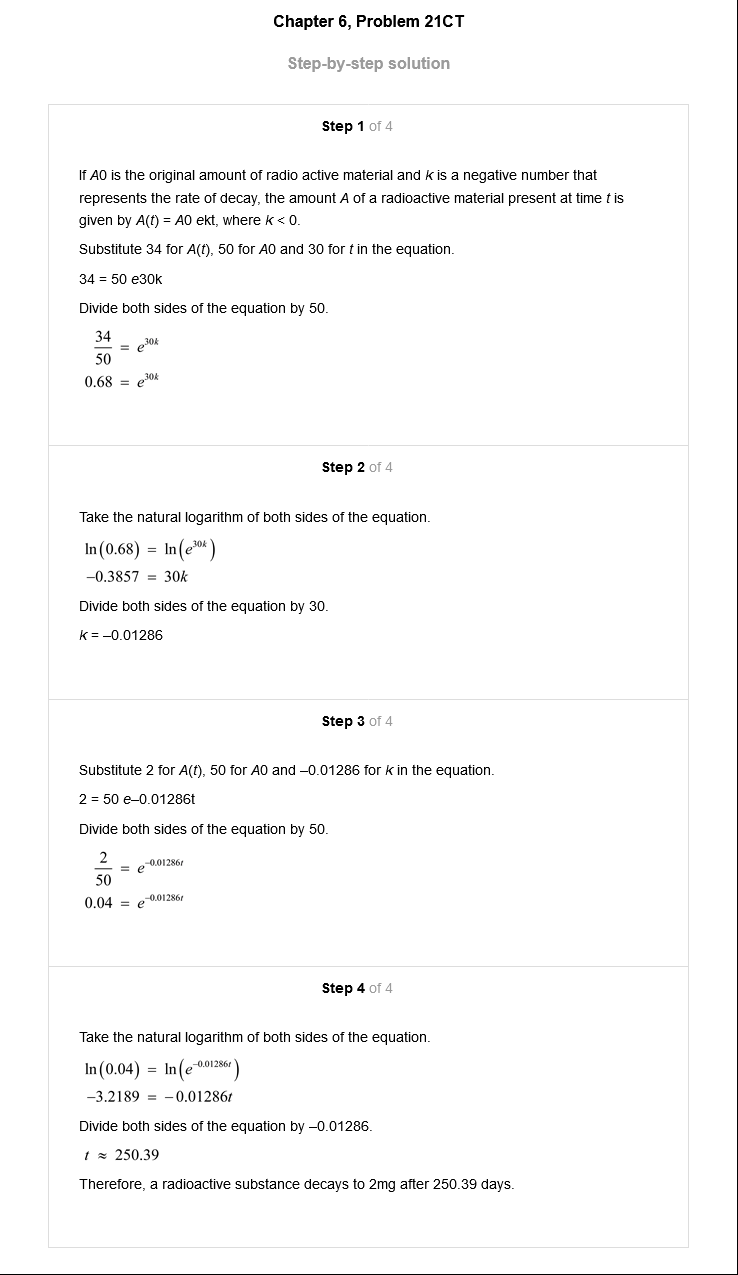 Chapter 6, Problem 21CT
Step-by-step solution
Step 1 of 4
If A0 is the original amount of radio active material and k is a negative number that
represents the rate of decay, the amount A of a radioactive material present at time t is
given by A(t) = A0 ekt, where k < 0.
Substitute 34 for A(t), 50 for A0 and 30 for t in the equation.
34 = 50 e30k
Divide both sides of the equation by 50.
34/50 = e^30k
0.68 = e^30k
Step 2 of 4
Take the natural logarithm of both sides of the equation.
ln(0.68) = ln(e^30k)
–0.3857 = 30k
Divide both sides of the equation by 30.
k = –0.01286
Step 3 of 4
Substitute 2 for A(t), 50 for A0 and –0.01286 for k in the equation.
2 = 50 e–0.01286t
Divide both sides of the equation by 50.
2/50 = e^–0.01286t
0.04 = e^–0.01286t
Step 4 of 4
Take the natural logarithm of both sides of the equation.
ln(0.04) = ln(e^–0.01286t)
–3.2189 = –0.01286t
Divide both sides of the equation by –0.01286.
t ≈ 250.39
Therefore, a radioactive substance decays to 2mg after 250.39 days.